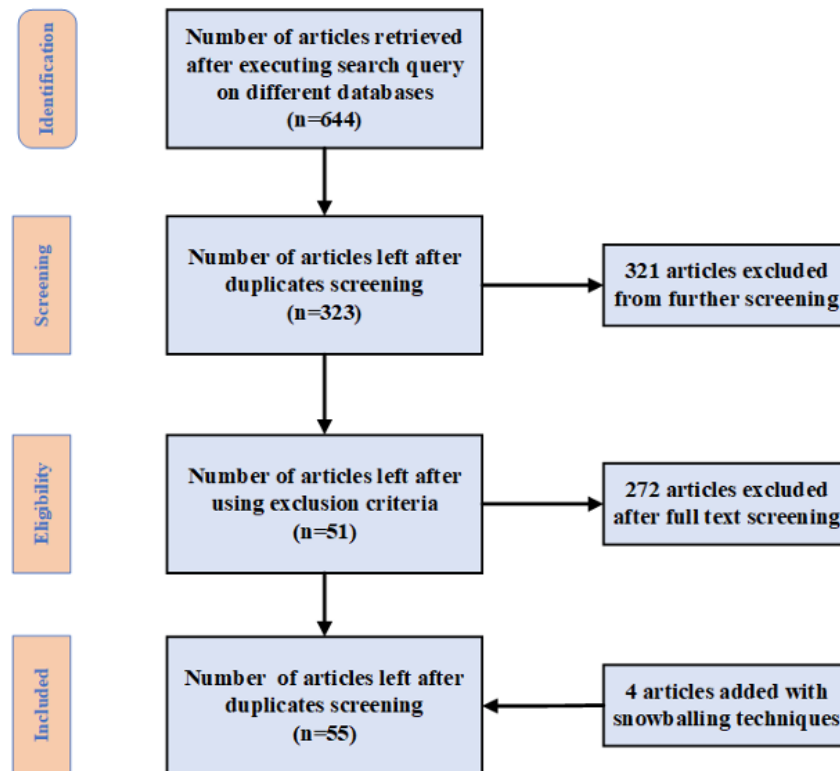 Identification
Number of articles retrieved
after executing search query
on different databases
(n=644)
Screening
Number of articles left after
duplicates screening
(n=323)
321 articles excluded
from further screening
Eligibility
Number of articles left after
using exclusion criteria
(n=51)
272 articles excluded
after full text screening
Included
Number of articles left after
duplicates screening
(n=55)
4 articles added with
snowballing techniques